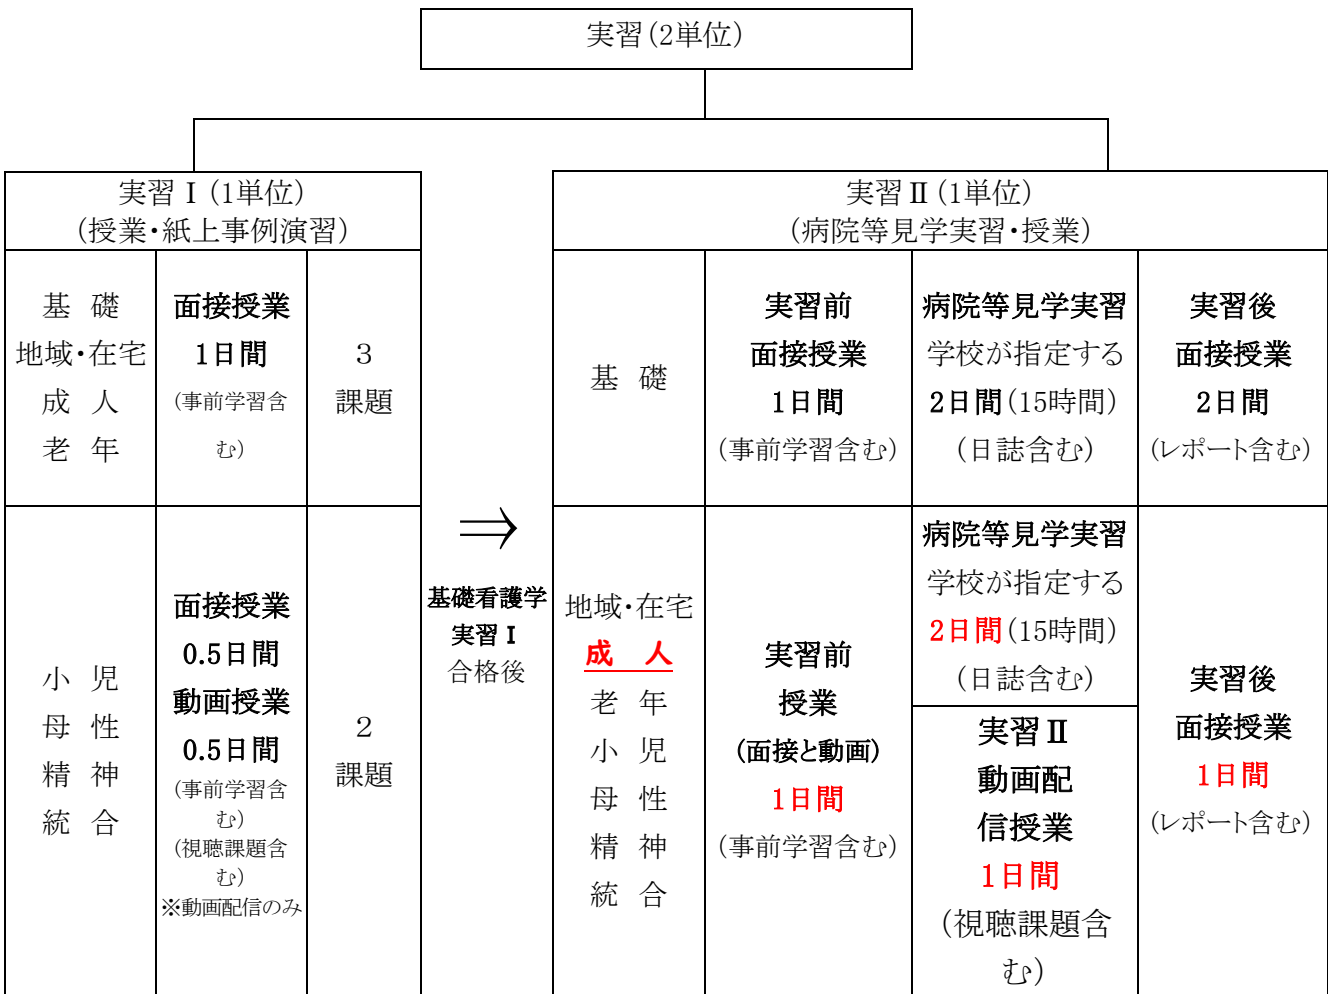 実習(2単位)
実習Ⅰ(1単位)
(授業・紙上事例演習)
基 礎
地域・在宅
成 人
老 年
面接授業
1日間
(事前学習含
む)
3
課題
小 児
母 性
精 神
統 合
面接授業
0.5日間
動画授業
0.5日間
(事前学習含
む)
(視聴課題含
む)
※動画配信のみ
2
課題
⇒
基礎看護学
実習Ⅰ
合格後
実習Ⅱ(1単位)
(病院等見学実習・授業)
基 礎
実習前
面接授業
1日間
(事前学習含む)
病院等見学実習
学校が指定する
2日間(15時間)
(日誌含む)
実習後
面接授業
2日間
(レポート含む)
地域・在宅
成 人
老 年
小 児
母 性
精 神
統 合
実習前
授業
(面接と動画)
1日間
(事前学習含む)
病院等見学実習
学校が指定する
2日間(15時間)
(日誌含む)
実習Ⅱ
動画配
信授業
1日間
(視聴課題含
む)
実習後
面接授業
1日間
(レポート含む)